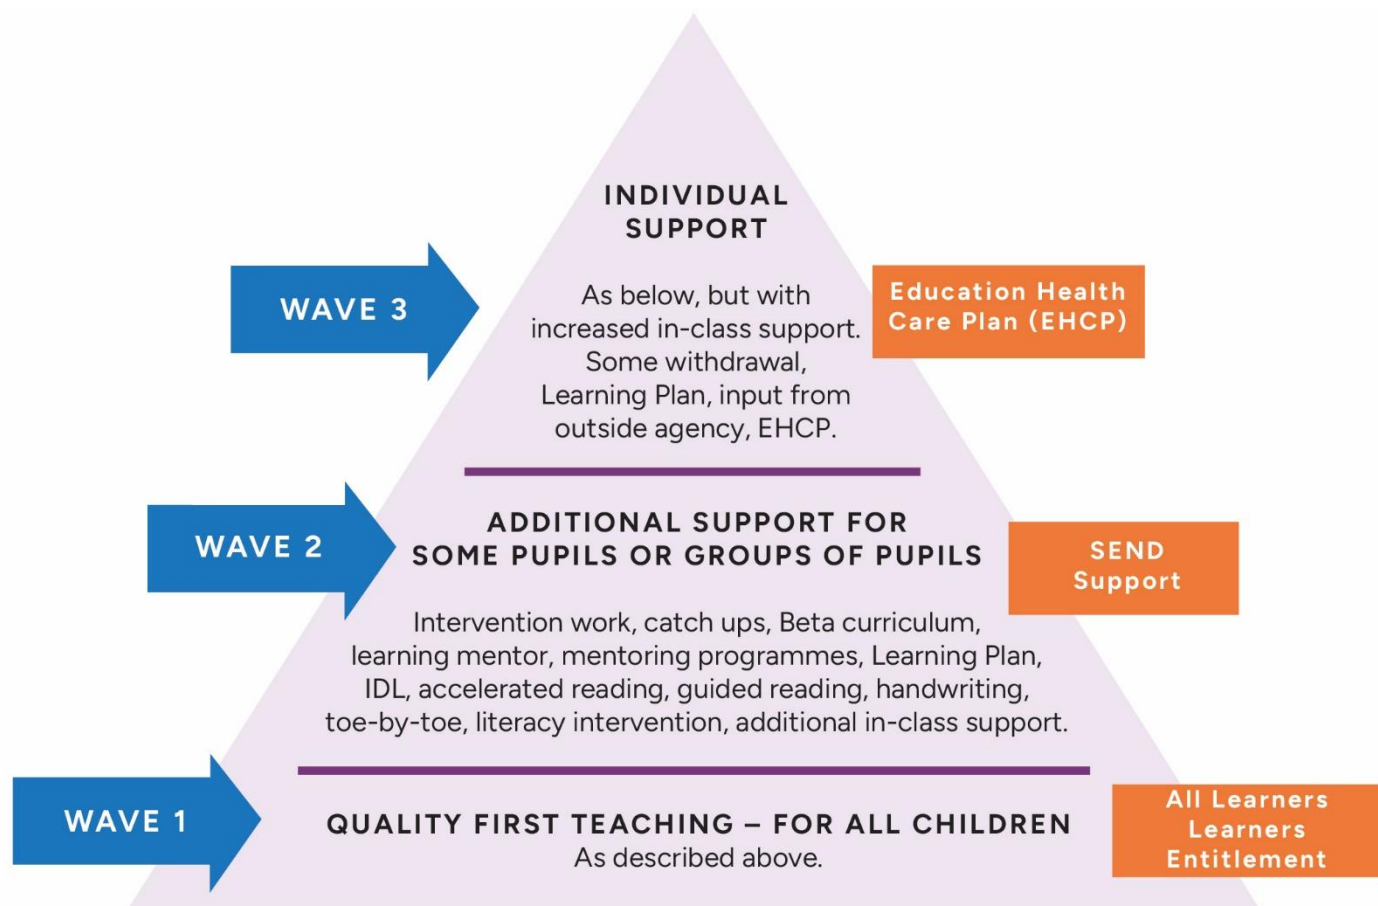 INDIVIDUAL
SUPPORT
WAVE 3
As below, but with
increased in-class support.
Some withdrawal,
Learning Plan, input from
outside agency, EHCP.
Education Health
Care Plan (EHCP)
WAVE 2
ADDITIONAL SUPPORT FOR
SOME PUPILS OR GROUPS OF PUPILS
Intervention work, catch ups, Beta curriculum,
learning mentor, mentoring programmes, Learning Plan,
IDL, accelerated reading, guided reading, handwriting,
toe-by-toe, literacy intervention, additional in-class support.
SEND
Support
WAVE 1
QUALITY FIRST TEACHING – FOR ALL CHILDREN
As described above.
All Learners
Learners
Entitlement